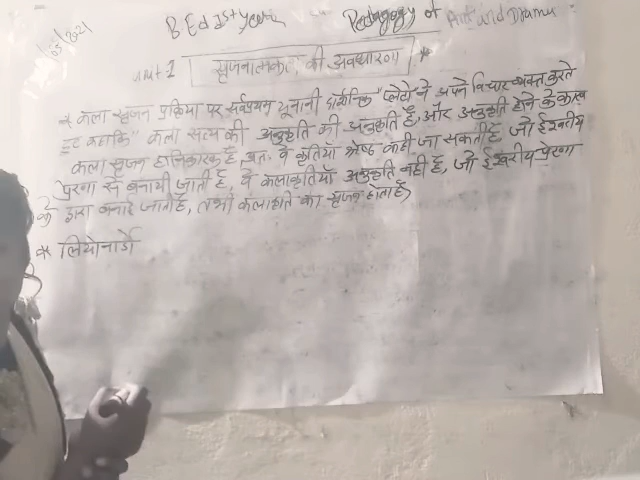 B Ed Ist year Pedagogy of Art and Drama
unit 1 सृजनात्मकता की अवधारणा *
* कला सृजन प्रक्रिया पर सर्वप्रथम यूनानी दार्शनिक "प्लेटो" ने अपने विचार व्यक्त करते
हुए कहाकि "कला सत्य की अनुकृति की अनुकृति है, और अनुकृति होने के कारण
कला सृजन हानिकारक है अतः वे कृतियाँ श्रेष्ठ कही जा सकती है जो ईश्वरीय
प्रेरणा से बनायी जाती है, वे कलाकृतियाँ अनुकृति नही है, जो ईश्वरीय प्रेरणा
के द्वारा बनाई जाती है, तभी कलाकृति का सृजन होता है
* लियोनार्डो